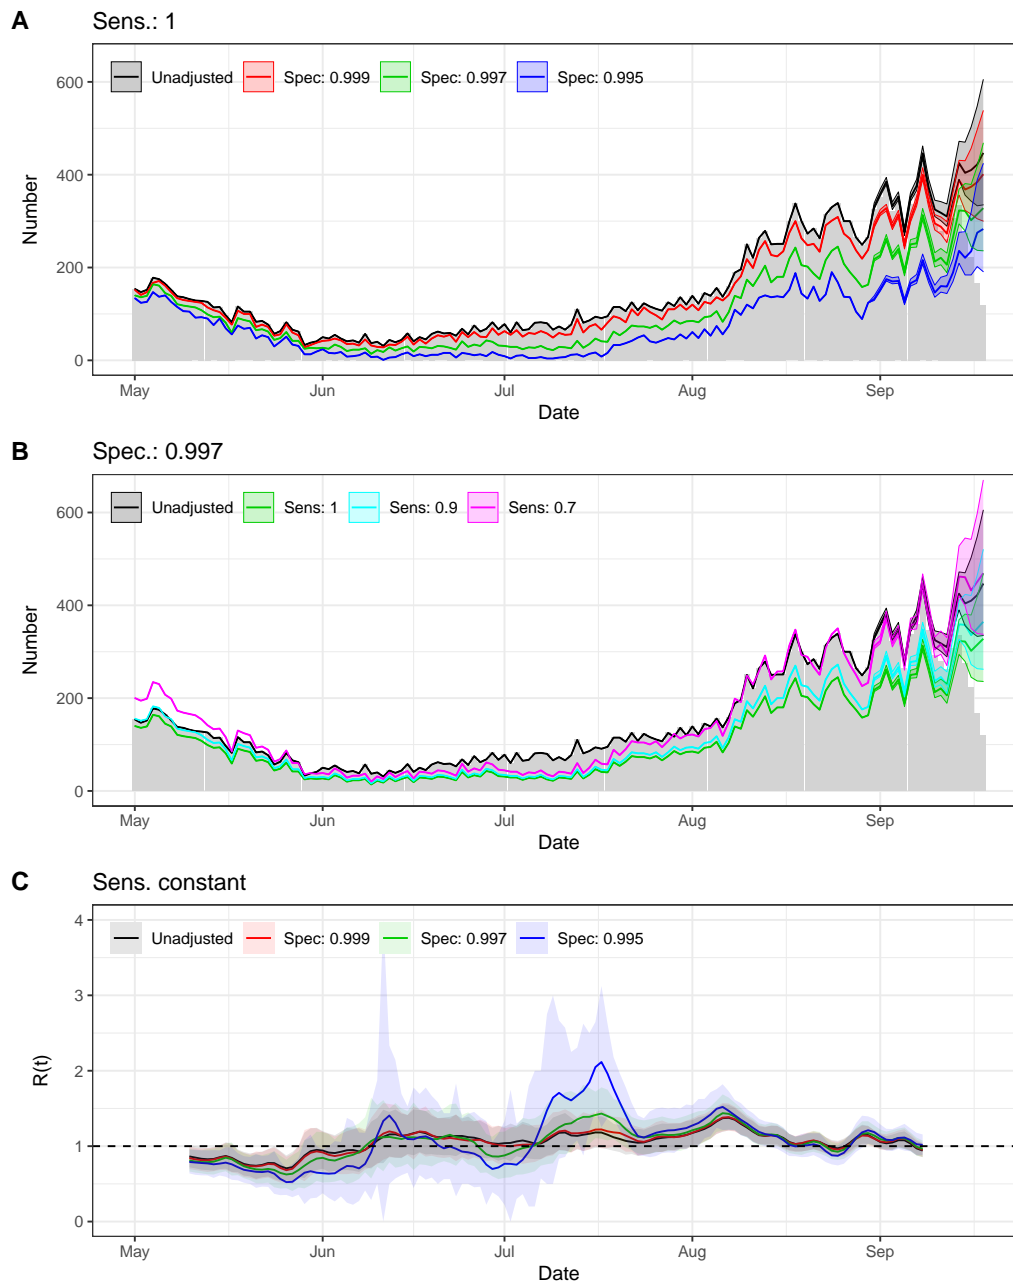 A
Sens.: 1
Unadjusted Spec: 0.999 Spec: 0.997 Spec: 0.995
600
400
200
0
Number
May Jun Jul Aug Sep
Date
B
Spec.: 0.997
Unadjusted Sens: 1 Sens: 0.9 Sens: 0.7
600
400
200
0
Number
May Jun Jul Aug Sep
Date
C
Sens. constant
Unadjusted Spec: 0.999 Spec: 0.997 Spec: 0.995
4
3
2
1
0
R(t)
May Jun Jul Aug Sep
Date